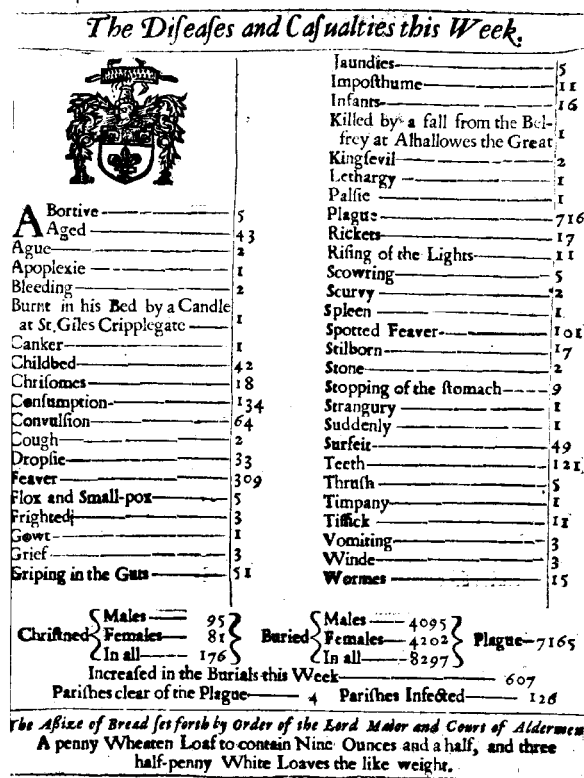 The Diſeaſes and Caſualties this Week.
ABortive 5
Aged 43
Ague 2
Apoplexie 1
Bleeding 2
Burnt in his Bed by a Candle
at St. Giles Cripplegate 1
Canker 1
Childbed 42
Chriſomes 18
Conſumption 134
Convulſion 64
Cough 2
Dropſie 33
Feaver 309
Flox and Small-pox 5
Frighted 3
Gowt 1
Grief 3
Griping in the Guts 51
Jaundies 5
Impoſthume 11
Infants 16
Killed by a fall from the Bel-
frey at Alhallowes the Great 1
Kingſevil 2
Lethargy 1
Palſie 1
Plague 716
Rickets 17
Riſing of the Lights 11
Scowring 5
Scurvy 2
Spleen 1
Spotted Feaver 101
Stilborn 17
Stone 2
Stopping of the ſtomach 9
Strangury 1
Suddenly 1
Surfeit 49
Teeth 121
Thruſh 5
Timpany 1
Tiſſick 11
Vomiting 3
Winde 3
Wormes 15
Chriſtned Males 95
Females 81
In all 176
Buried Males 4095
Females 4202
In all 8297
Plague 7165
Increaſed in the Burials this Week 607
Pariſhes clear of the Plague 4 Pariſhes Infected 126
The Aſſize of Bread ſet forth by Order of the Lord Maior and Court of Aldermen,
A penny Wheaten Loaf to contain Nine Ounces and a half, and three
half-penny White Loaves the like weight.